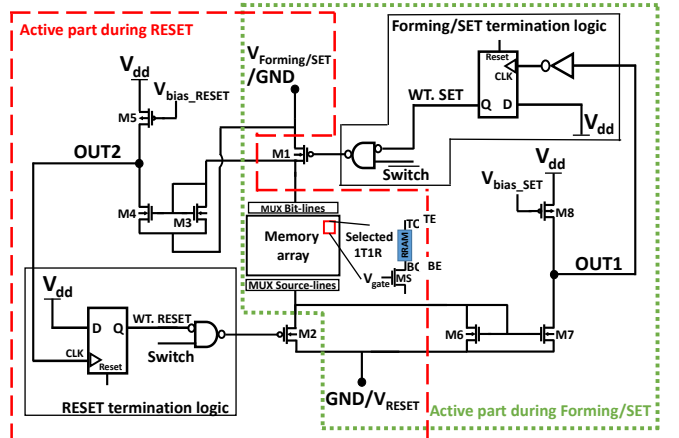 Active part during RESET
Forming/SET termination logic
V_Forming/SET
/GND
Reset
CLK
WT. SET
Q
D
V_dd
Switch
V_dd
V_bias_RESET
M5
OUT2
M1
M4
M3
V_dd
V_bias_SET
M8
OUT1
MUX Bit-lines
Memory
array
Selected
1T1R
TC
TE
RRAM
BC
BE
V_gate
MS
MUX Source-lines
V_dd
D
Q
WT. RESET
CLK
Reset
Switch
M2
M6
M7
RESET termination logic
GND/V_RESET
Active part during Forming/SET